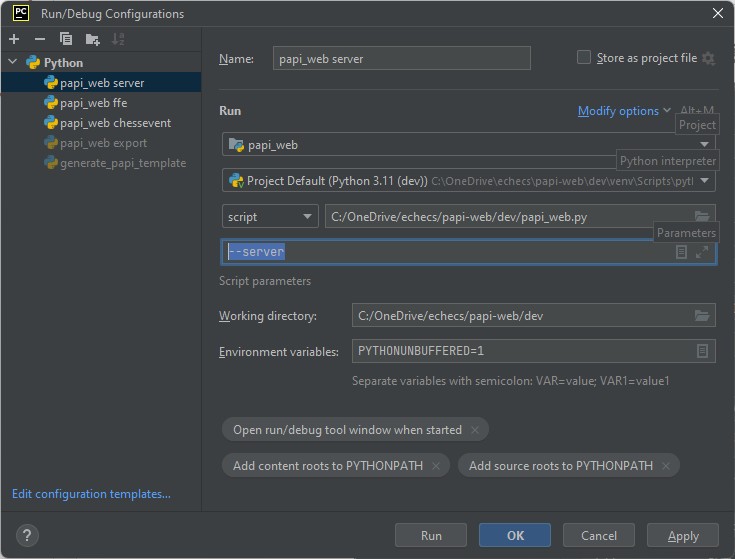 PC
Run/Debug Configurations
Python
papi_web server
papi_web ffe
papi_web chessevent
papi_web export
generate_papi_template
Edit configuration templates...
Name:
papi_web server
Store as project file
Run
Modify options
Alt+M
Project
papi_web
Python interpreter
Project Default (Python 3.11 (dev)) C:\OneDrive\echecs\papi-web\dev\venv\Scripts\pytl
script
C:/OneDrive/echecs/papi-web/dev/papi_web.py
Parameters
--server
Script parameters
Working directory:
C:/OneDrive/echecs/papi-web/dev
Environment variables:
PYTHONUNBUFFERED=1
Separate variables with semicolon: VAR=value; VAR1=value1
Open run/debug tool window when started
Add content roots to PYTHONPATH
Add source roots to PYTHONPATH
?
Run
OK
Cancel
Apply